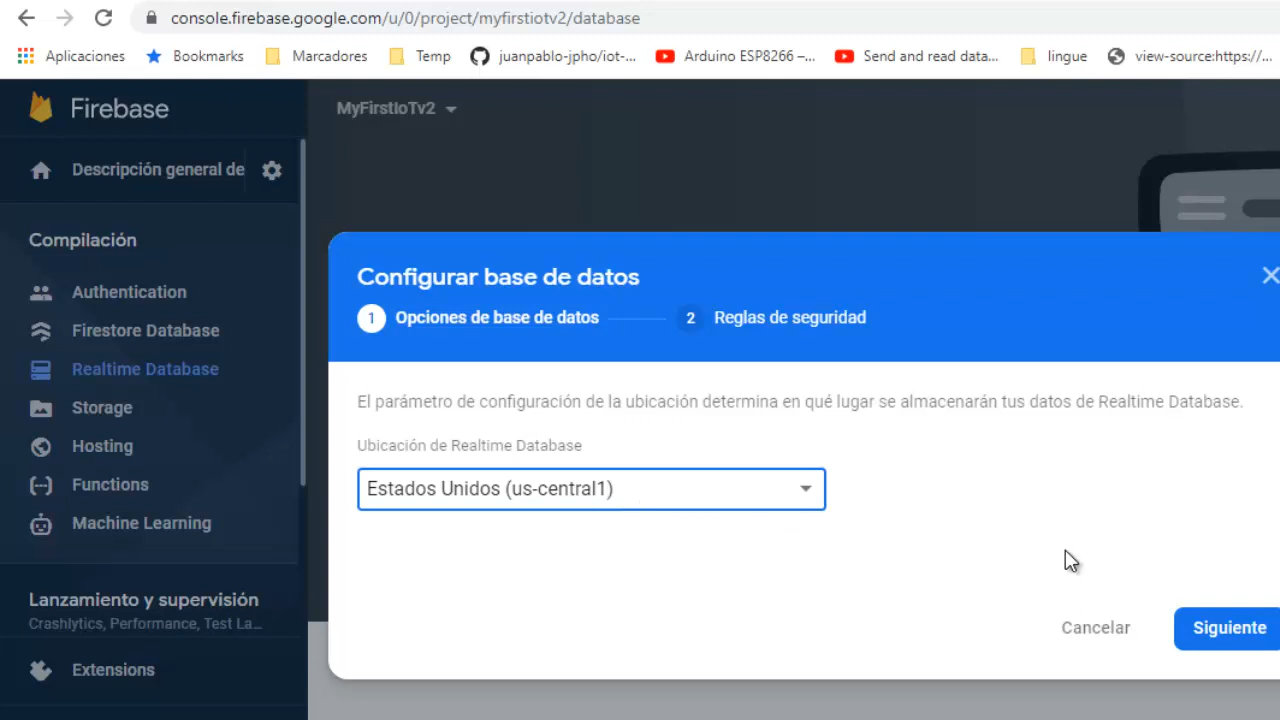 console.firebase.google.com/u/0/project/myfirstiotv2/database
Aplicaciones Bookmarks Marcadores Temp juanpablo-jpho/iot-... Arduino ESP8266 –... Send and read data... lingue view-source:https://...
Firebase
MyFirstIoTv2
Descripción general de
Compilación
Authentication
Firestore Database
Realtime Database
Storage
Hosting
Functions
Machine Learning
Lanzamiento y supervisión
Crashlytics, Performance, Test La...
Extensions
Configurar base de datos
1 Opciones de base de datos 2 Reglas de seguridad
El parámetro de configuración de la ubicación determina en qué lugar se almacenarán tus datos de Realtime Database.
Ubicación de Realtime Database
Estados Unidos (us-central1)
Cancelar Siguiente